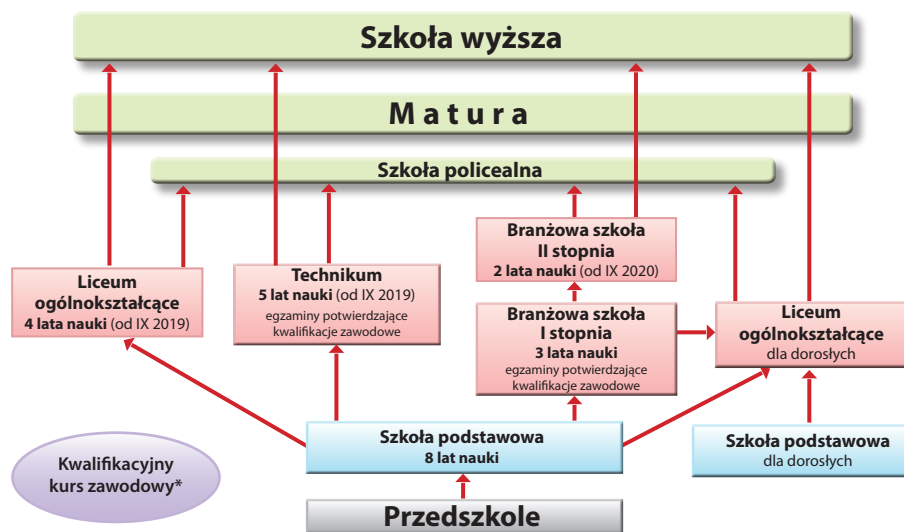 Szkoła wyższa
M a t u r a
Szkoła policealna
Liceum
ogólnokształcące
4 lata nauki (od IX 2019)
Technikum
5 lat nauki (od IX 2019)
egzaminy potwierdzające
kwalifikacje zawodowe
Branżowa szkoła
II stopnia
2 lata nauki (od IX 2020)
Branżowa szkoła
I stopnia
3 lata nauki
egzaminy potwierdzające
kwalifikacje zawodowe
Liceum
ogólnokształcące
dla dorosłych
Szkoła podstawowa
8 lat nauki
Szkoła podstawowa
dla dorosłych
Kwalifikacyjny
kurs zawodowy*
Przedszkole